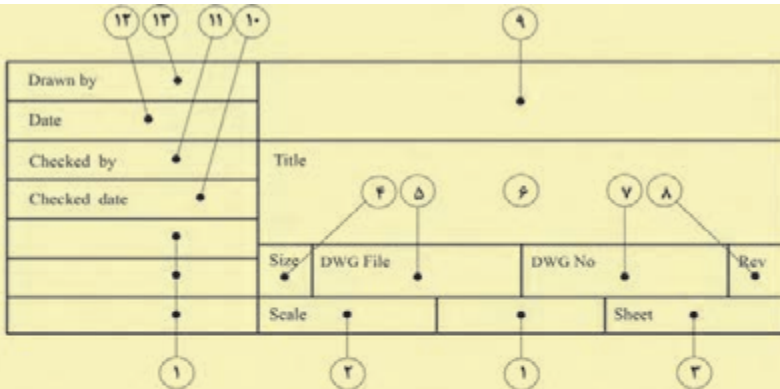 ۱۲ ۱۳ ۱۱ ۱۰ ۹
Drawn by
Date
Checked by
Title
Checked date
۴ ۵ ۶ ۷ ۸
Size DWG File DWG No Rev
Scale Sheet
۱ ۲ ۱ ۳